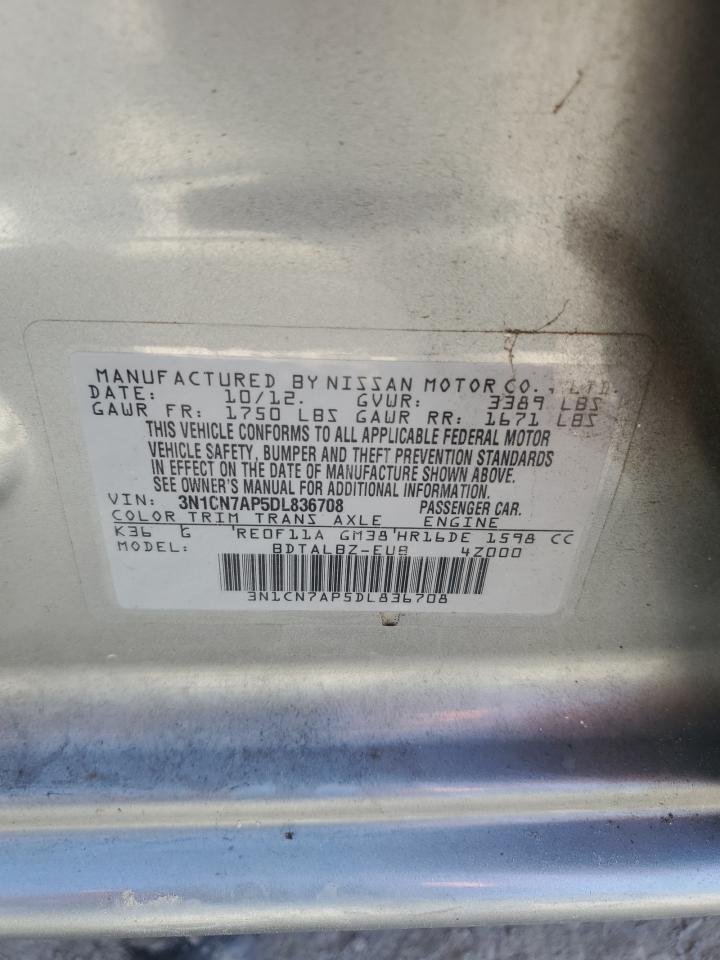 MANUFACTURED BY NISSAN MOTOR CO., LTD.
DATE: 10/12. GVWR: 3389 LBS
GAWR FR: 1750 LBS GAWR RR: 1671 LBS
THIS VEHICLE CONFORMS TO ALL APPLICABLE FEDERAL MOTOR
VEHICLE SAFETY, BUMPER AND THEFT PREVENTION STANDARDS
IN EFFECT ON THE DATE OF MANUFACTURE SHOWN ABOVE.
SEE OWNER'S MANUAL FOR ADDITIONAL INFORMATION.
VIN: 3N1CN7AP5DL836708 PASSENGER CAR.
COLOR TRIM TRANS AXLE ENGINE
K36 G 'RE0F11A GM38'HR16DE 1598 CC
MODEL: BDTALBZ-EUB 4Z000
3N1CN7AP5DL836708